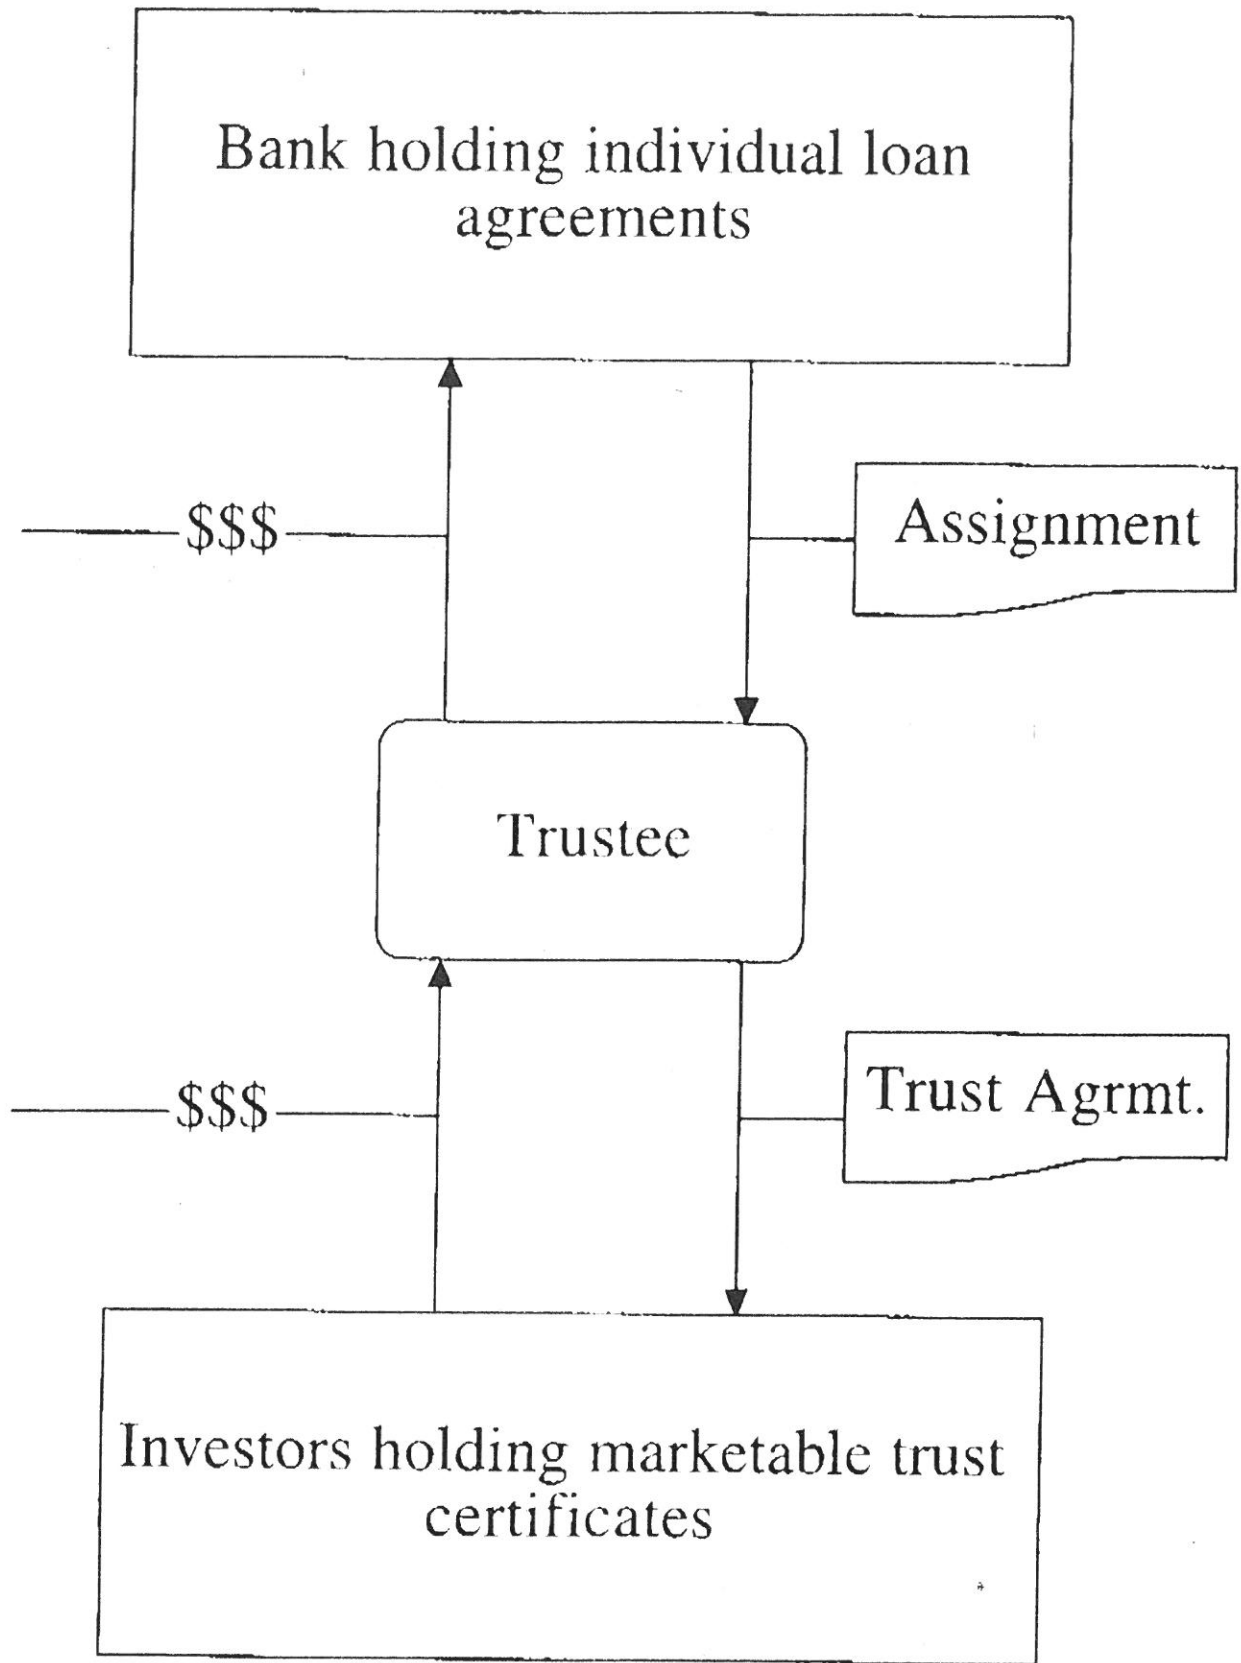 Bank holding individual loan
agreements
$$$
Assignment
Trustee
$$$
Trust Agrmt.
Investors holding marketable trust
certificates